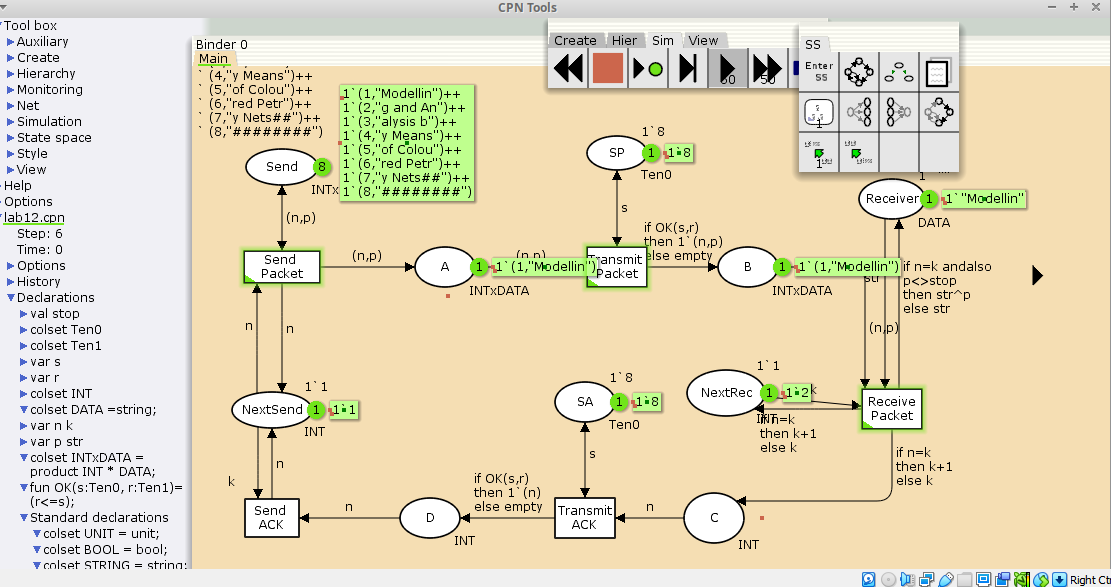 CPN Tools
Tool box
Auxiliary
Create
Hierarchy
Monitoring
Net
Simulation
State space
Style
View
Help
Options
lab12.cpn
Step: 6
Time: 0
Options
History
Declarations
val stop
colset Ten0
colset Ten1
var s
var r
colset INT
colset DATA =string;
var n k
var p str
colset INTxDATA =
product INT * DATA;
fun OK(s:Ten0, r:Ten1)=
(r<=s);
Standard declarations
colset UNIT = unit;
colset BOOL = bool;
colset STRING = string;
Binder 0
Main
` (4,"y Means")++
` (5,"of Colou")++
` (6,"red Petr")++
` (7,"y Nets##")++
` (8,"########")
1`(1,"Modellin")++
1`(2,"g and An")++
1`(3,"alysis b")++
1`(4,"y Means")++
1`(5,"of Colou")++
1`(6,"red Petr")++
1`(7,"y Nets##")++
1`(8,"########")
Create Hier Sim View
50
SS
Enter
SS
1
1
Send
8
INTx
(n,p)
Send
Packet
(n,p)
A
1
1`(1,"Modellin")
INTxDATA
1`8
SP
1
1`8
Ten0
s
if OK(s,r)
then 1`(n,p)
else empty
Transmit
Packet
B
1
1`(1,"Modellin")
INTxDATA
1
Receiver
1
1`"Modellin"
DATA
str
if n=k andalso
p<>stop
then str^p
else str
(n,p)
n
n
1`1
NextSend
1
1`1
INT
k
n
Send
ACK
n
D
INT
if OK(s,r)
then 1`(n)
else empty
1`8
SA
1
1`8
Ten0
s
Transmit
ACK
n
C
INT
1`1
NextRec
1
1`2
k
INT
if n=k
then k+1
else k
Receive
Packet
if n=k
then k+1
else k
Right Ct